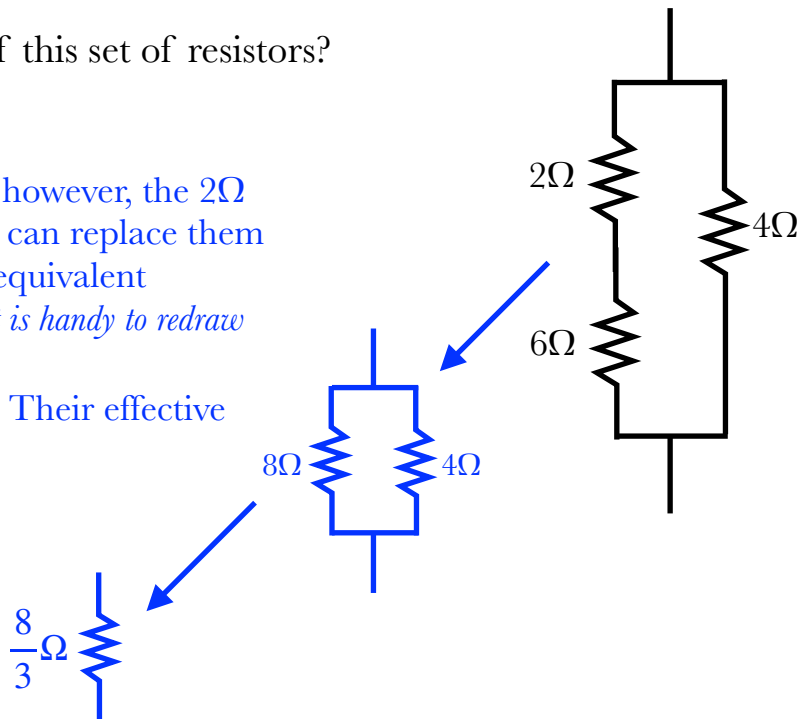 this set of resistors?
however, the 2Ω
can replace them
equivalent
is handy to redraw
Their effective
2Ω
4Ω
6Ω
8Ω
4Ω
8
3
Ω